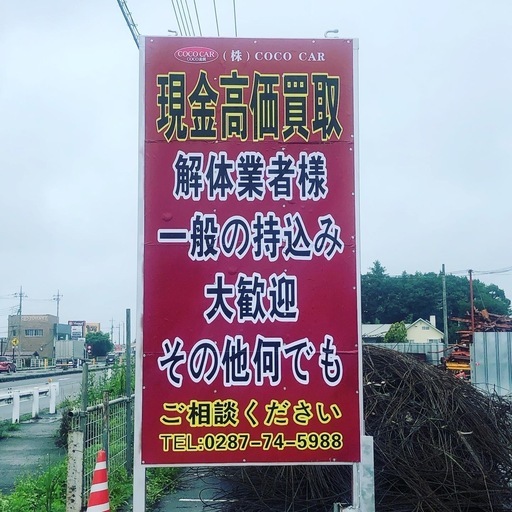 COCO CAR
(株) COCO CAR
現金高価買取
解体業者様
一般の持込み
大歓迎
その他何でも
ご相談ください
TEL:0287-74-5988